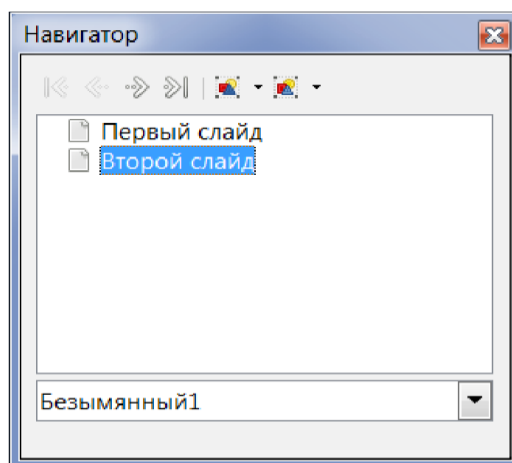 Навигатор
Первый слайд
Второй слайд
Безымянный1